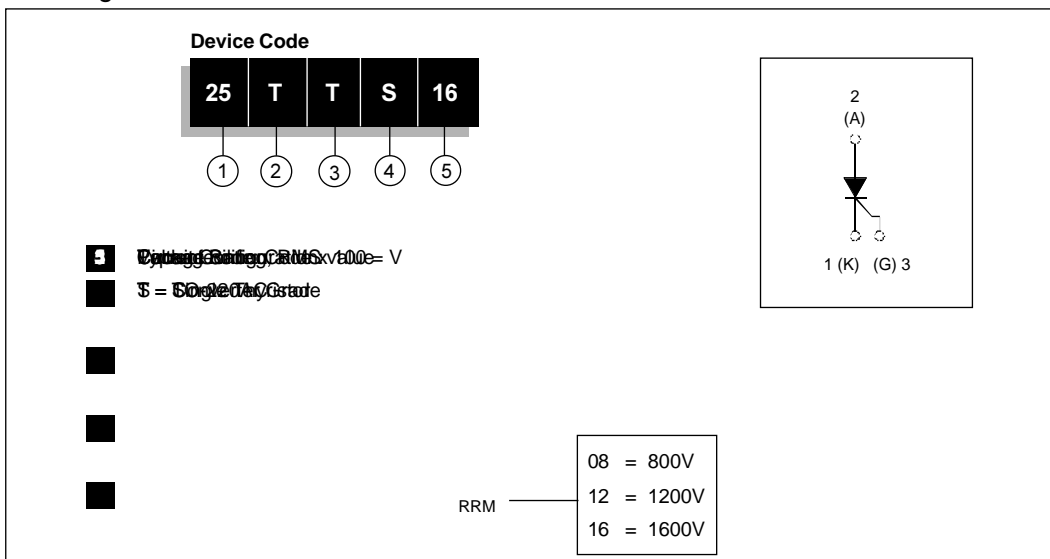 Device Code
25 T T S 16
1 2 3 4 5
2
(A)
1 (K) (G) 3
= V
08 = 800V
12 = 1200V
16 = 1600V
RRM